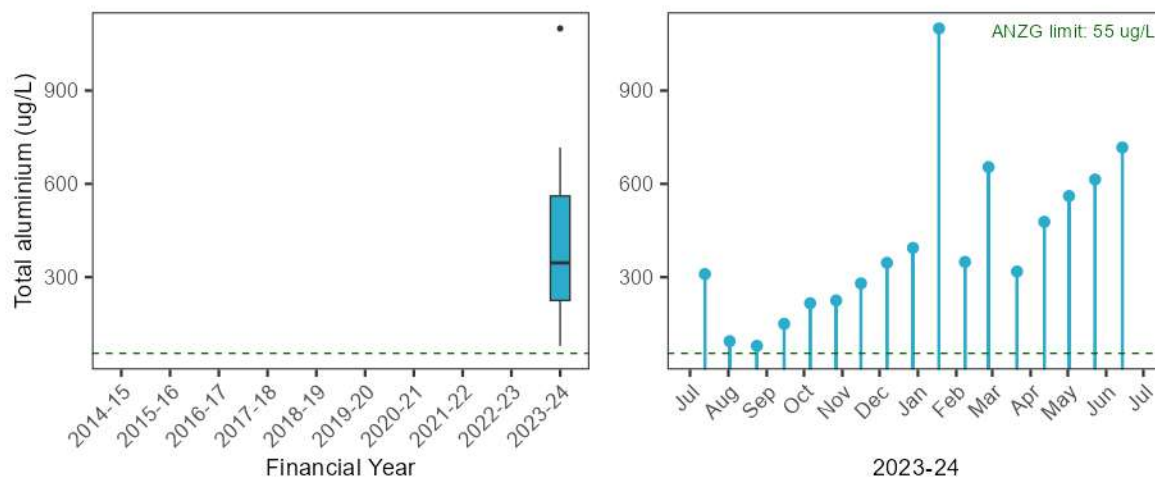 Total aluminium (ug/L)
900
600
300
2014-15
2015-16
2016-17
2017-18
2018-19
2019-20
2020-21
2021-22
2022-23
2023-24
Financial Year
ANZG limit: 55 ug/L
900
600
300
Jul
Aug
Sep
Oct
Nov
Dec
Jan
Feb
Mar
Apr
May
Jun
Jul
2023-24